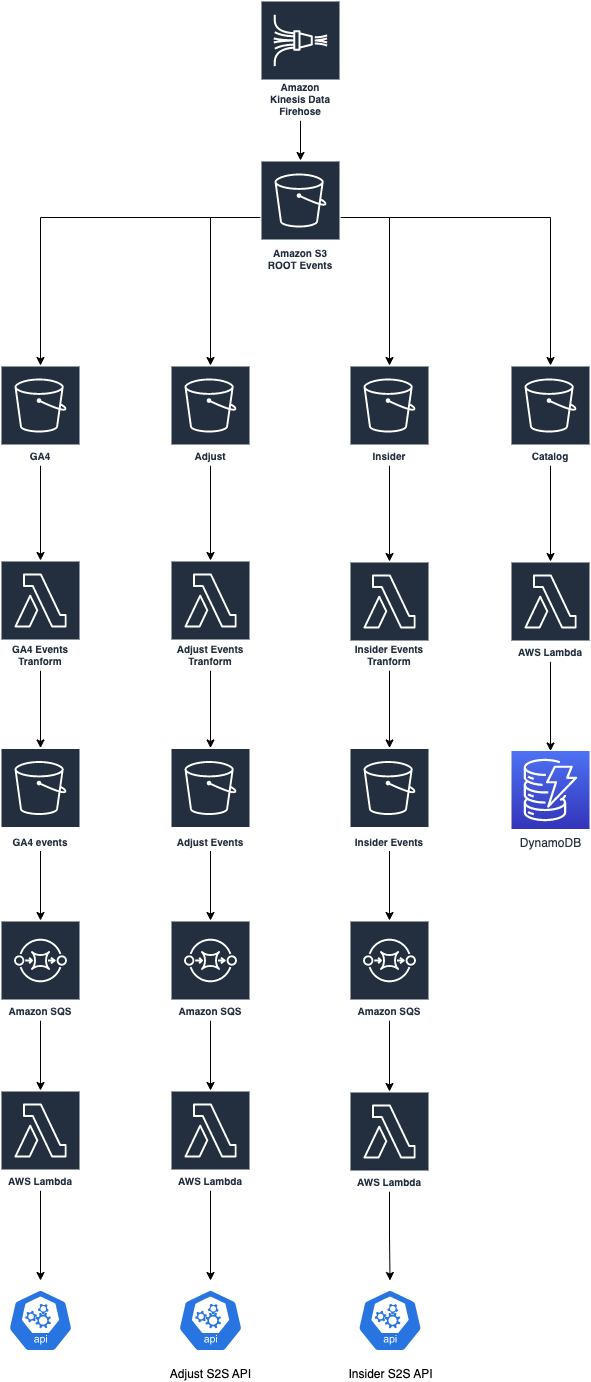 Amazon
Kinesis Data
Firehose
Amazon S3
ROOT Events
GA4
Adjust
Insider
Catalog
GA4 Events
Tranform
Adjust Events
Tranform
Insider Events
Tranform
AWS Lambda
GA4 events
Adjust Events
Insider Events
DynamoDB
Amazon SQS
Amazon SQS
Amazon SQS
AWS Lambda
AWS Lambda
AWS Lambda
api
api
api
Adjust S2S API
Insider S2S API